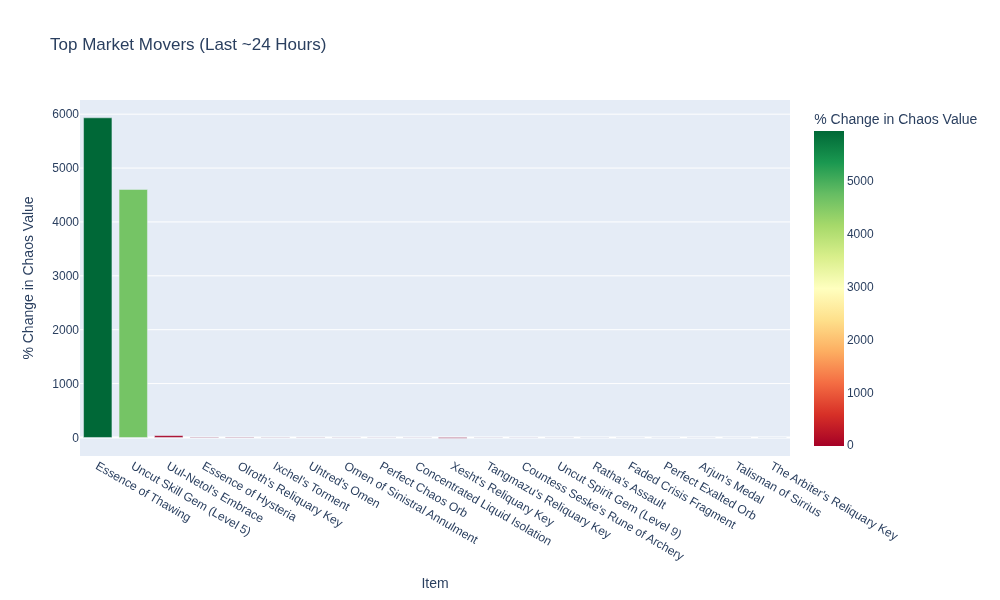 Top Market Movers (Last ~24 Hours)
% Change in Chaos Value
6000
5000
4000
3000
2000
1000
0
Essence of Thawing
Uncut Skill Gem (Level 5)
Uul-Netol's Embrace
Essence of Hysteria
Olroth's Reliquary Key
Ixchel's Torment
Uhtred's Omen
Omen of Sinistral Annulment
Perfect Chaos Orb
Concentrated Liquid Isolation
Xesht's Reliquary Key
Tangmazu's Reliquary Key
Countess Seske's Rune of Archery
Uncut Spirit Gem (Level 9)
Ratha's Assault
Faded Crisis Fragment
Perfect Exalted Orb
Arjun's Medal
Talisman of Sirrius
The Arbiter's Reliquary Key
Item
% Change in Chaos Value
5000
4000
3000
2000
1000
0